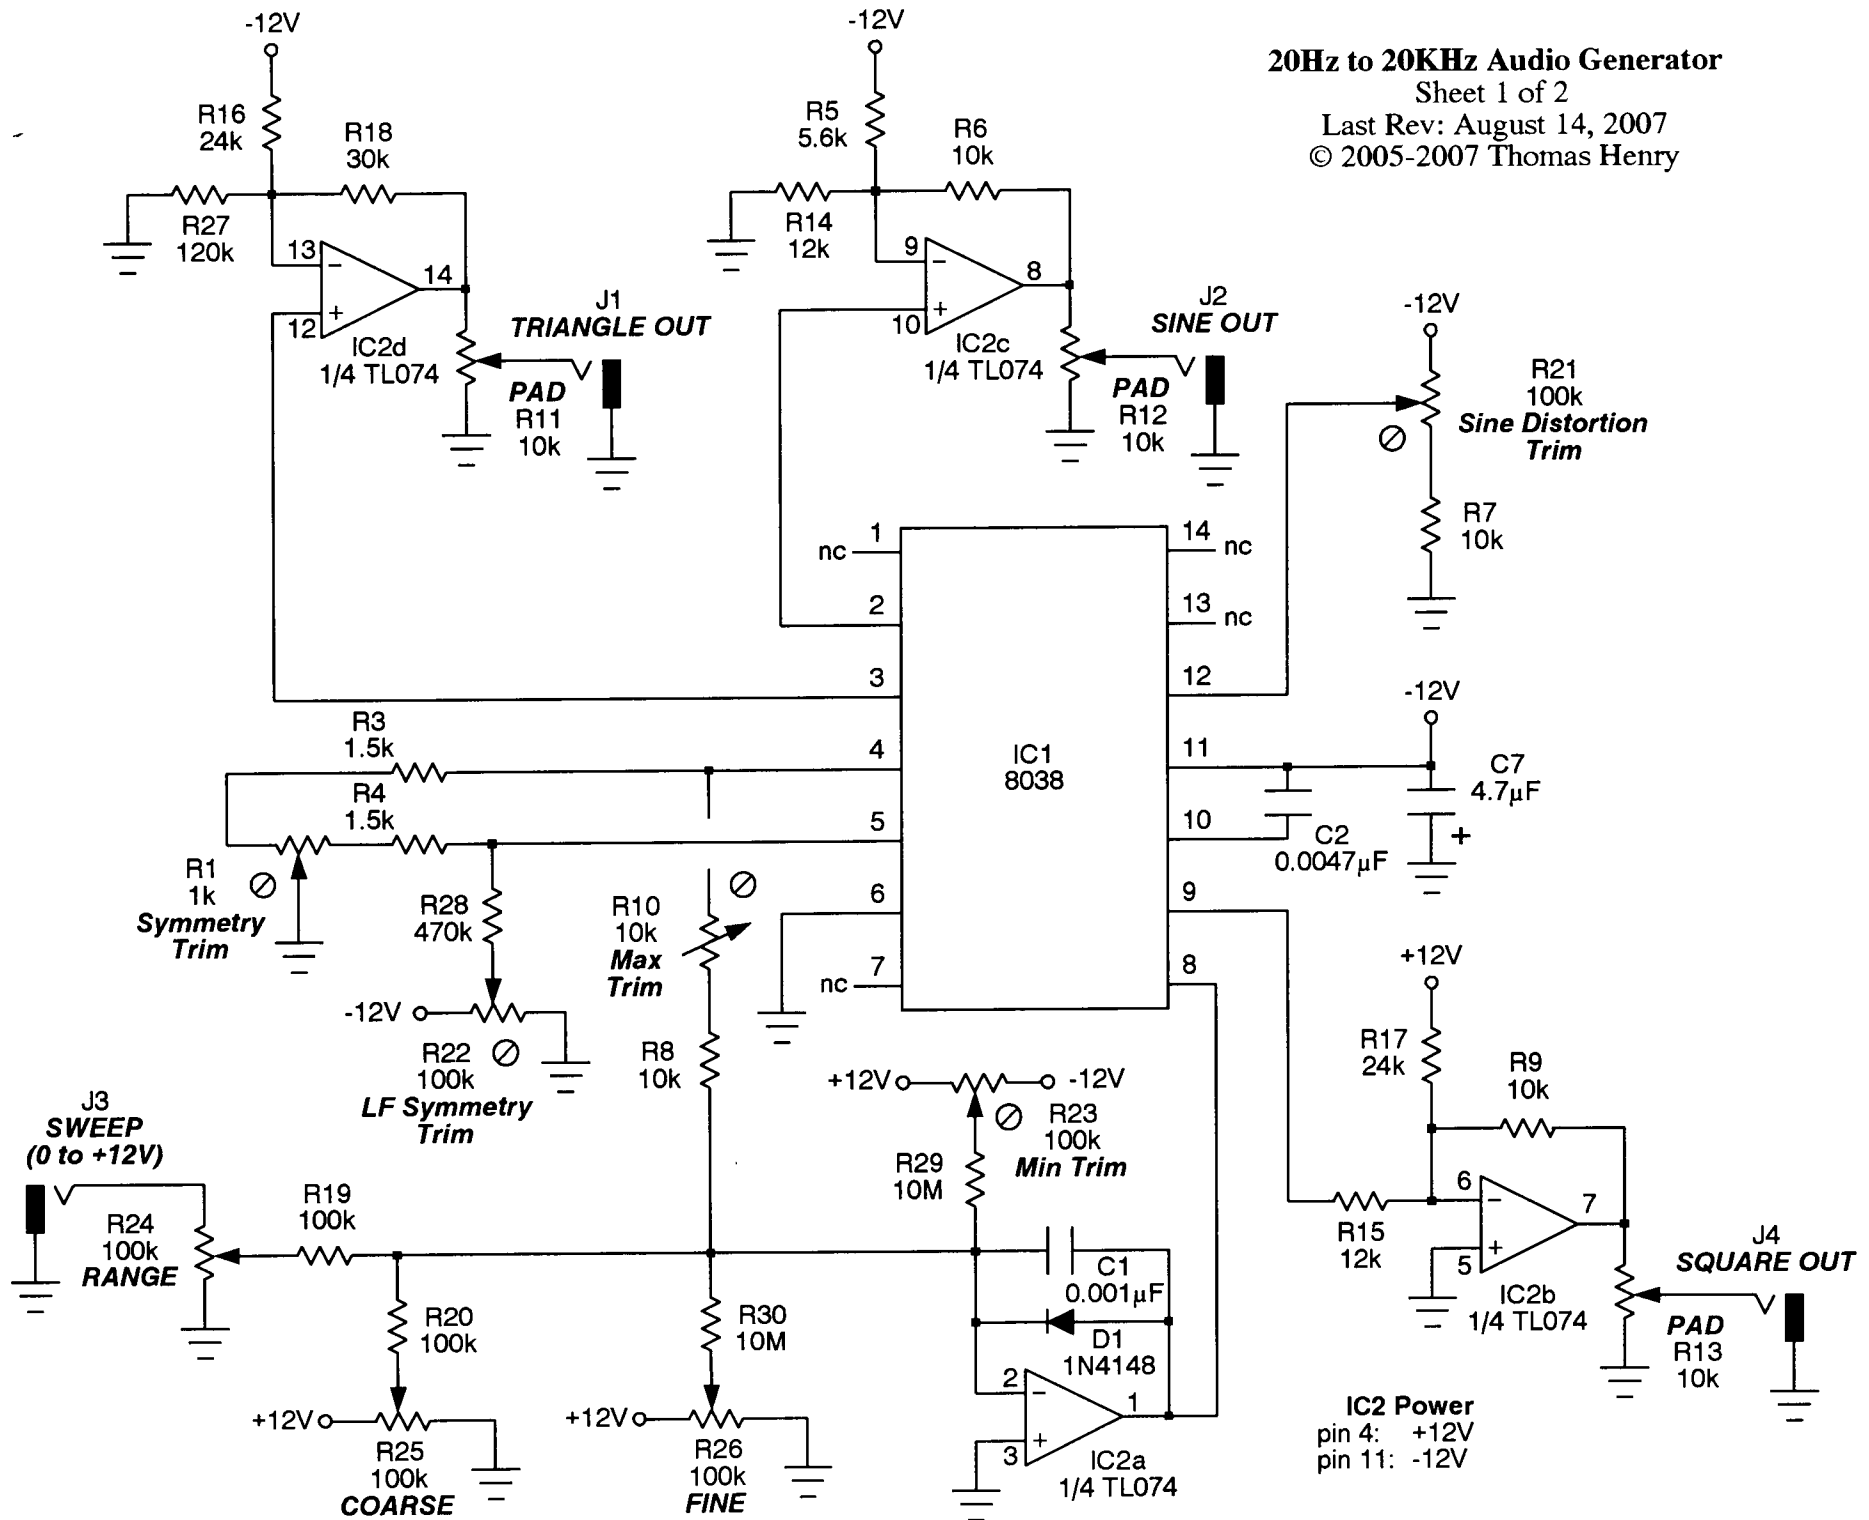 20Hz to 20KHz Audio Generator
Sheet 1 of 2
Last Rev: August 14, 2007
© 2005-2007 Thomas Henry
-12V
R16
24k
R18
30k
R27
120k
13
−
14
+
12
IC2d
1/4 TL074
J1
TRIANGLE OUT
PAD
R11
10k
-12V
R5
5.6k
R6
10k
R14
12k
9
−
8
+
10
IC2c
1/4 TL074
J2
SINE OUT
PAD
R12
10k
-12V
R21
100k
Sine Distortion
Trim
R7
10k
nc
1
2
3
4
5
6
nc
7
IC1
8038
14
nc
13
nc
12
11
10
9
8
-12V
C7
4.7µF
+
C2
0.0047µF
R3
1.5k
R4
1.5k
R1
1k
Symmetry
Trim
R28
470k
-12V
R22
100k
LF Symmetry
Trim
R10
10k
Max
Trim
R8
10k
+12V
-12V
R23
100k
Min Trim
R29
10M
J3
SWEEP
(0 to +12V)
R24
100k
RANGE
R19
100k
R20
100k
+12V
R25
100k
COARSE
R30
10M
+12V
R26
100k
FINE
C1
0.001µF
D1
1N4148
2
−
1
+
3
IC2a
1/4 TL074
+12V
R17
24k
R9
10k
R15
12k
6
−
7
+
5
IC2b
1/4 TL074
J4
SQUARE OUT
PAD
R13
10k
IC2 Power
pin 4: +12V
pin 11: -12V